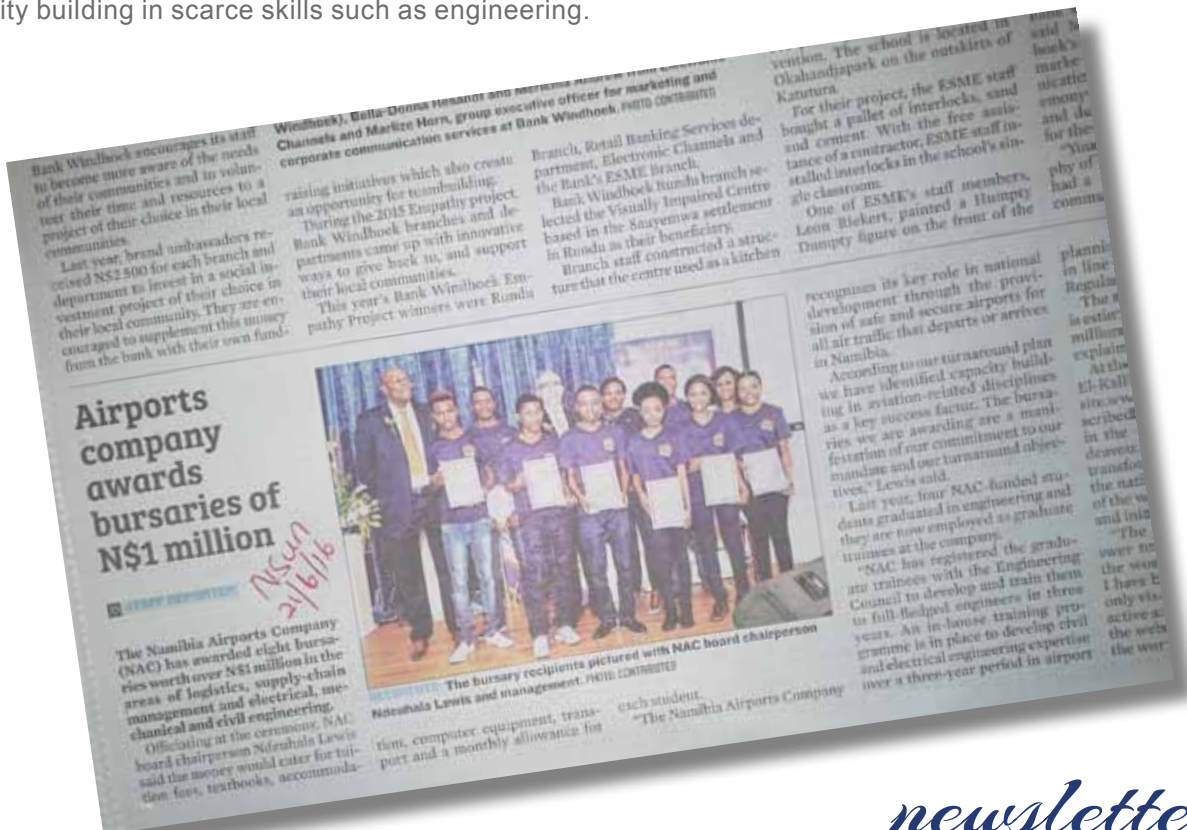 ity building in scarce skills such as engineering.
Bank Windhoek encourages its staff
to become more aware of the needs
of their communities and to volun-
teer their time and resources to a
project of their choice in their local
communities.
Last year, brand ambassadors re-
ceived N$2 500 for each branch and
department to invest in a social in-
vestment project of their choice in
their local community. They are en-
couraged to supplement this money
from the bank with their own fund-
Windhoek), Bella-Donna
Channels and Marlize Horn, group executive officer for marketing and
corporate communication services at Bank Windhoek. PHOTO CONTRIBUTED
raising initiatives which also create
an opportunity for teambuilding.
During the 2015 Empathy project,
Bank Windhoek branches and de-
partments came up with innovative
ways to give back to, and support
their local communities.
This year's Bank Windhoek Em-
pathy Project winners were Rundu
Branch, Retail Banking Services de-
partment, Electronic Channels and
the Bank's ESME Branch.
Bank Windhoek Rundu branch se-
lected the Visually Impaired Centre
based in the Sauyemwa settlement
in Rundu as their beneficiary.
Branch staff constructed a struc-
ture that the centre used as a kitchen
vention. The school is located in
Okahandjapark on the outskirts of
Katutura.
For their project, the ESME staff
bought a pallet of interlocks, sand
and cement. With the free assis-
tance of a contractor, ESME staff in-
stalled interlocks in the school's sin-
gle classroom.
One of ESME's staff members,
Leon Riekert, painted a Humpty
Dumpty figure on the front of the
Airports
company
awards
bursaries of
N$1 million
NSun
21/6/16
STAFF REPORTER
The Namibia Airports Company
(NAC) has awarded eight bursa-
ries worth over N$1 million in the
areas of logistics, supply-chain
management and electrical, me-
chanical and civil engineering.
Officiating at the ceremony, NAC
board chairperson Ndeuhala Lewis
said the money would cater for tui-
tion fees, textbooks, accommoda-
The bursary recipients pictured with NAC board chairperson
Ndeuhala Lewis and management. PHOTO CONTRIBUTED
tion, computer equipment, trans-
port and a monthly allowance for
each student.
"The Namibia Airports Company
recognises its key role in national
development through the provi-
sion of safe and secure airports for
all air traffic that departs or arrives
in Namibia.
According to our turnaround plan
we have identified capacity build-
ing in aviation-related disciplines
as a key success factor. The bursa-
ries we are awarding are a mani-
festation of our commitment to our
mandate and our turnaround objec-
tives," Lewis said.
Last year, four NAC-funded stu-
dents graduated in engineering and
they are now employed as graduate
trainees at the company.
"NAC has registered the gradu-
ate trainees with the Engineering
Council to develop and train them
to full-fledged engineers in three
years. An in-house training pro-
gramme is in place to develop civil
and electrical engineering expertise
over a three-year period in airport
newslette